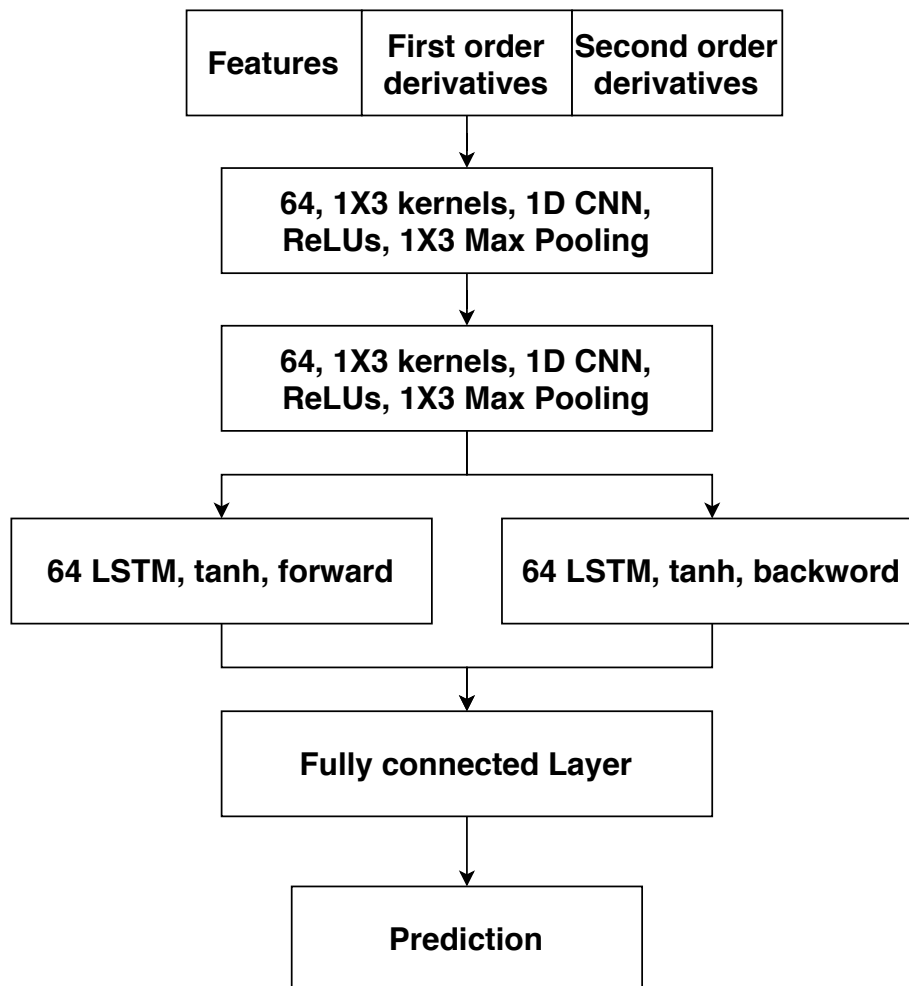 Features
First order
derivatives
Second order
derivatives
64, 1X3 kernels, 1D CNN,
ReLUs, 1X3 Max Pooling
64, 1X3 kernels, 1D CNN,
ReLUs, 1X3 Max Pooling
64 LSTM, tanh, forward
64 LSTM, tanh, backword
Fully connected Layer
Prediction